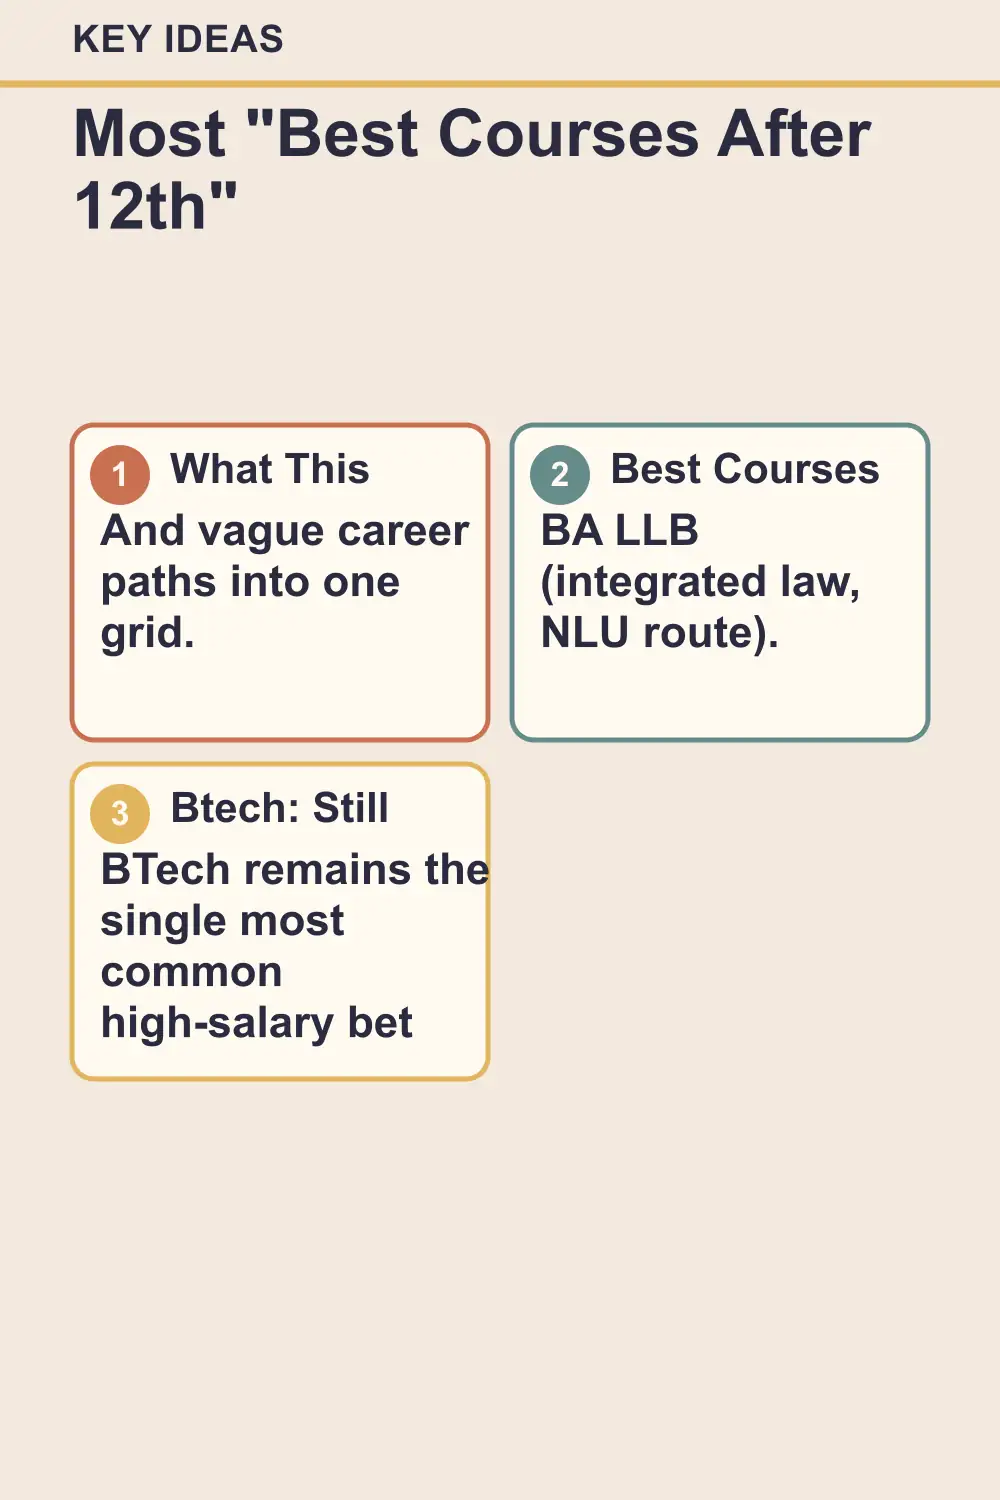 KEY IDEAS
Most "Best Courses After
12th"
1 What This
And vague career
paths into one
grid.
2 Best Courses
BA LLB
(integrated law,
NLU route).
3 Btech: Still
BTech remains the
single most
common
high-salary bet